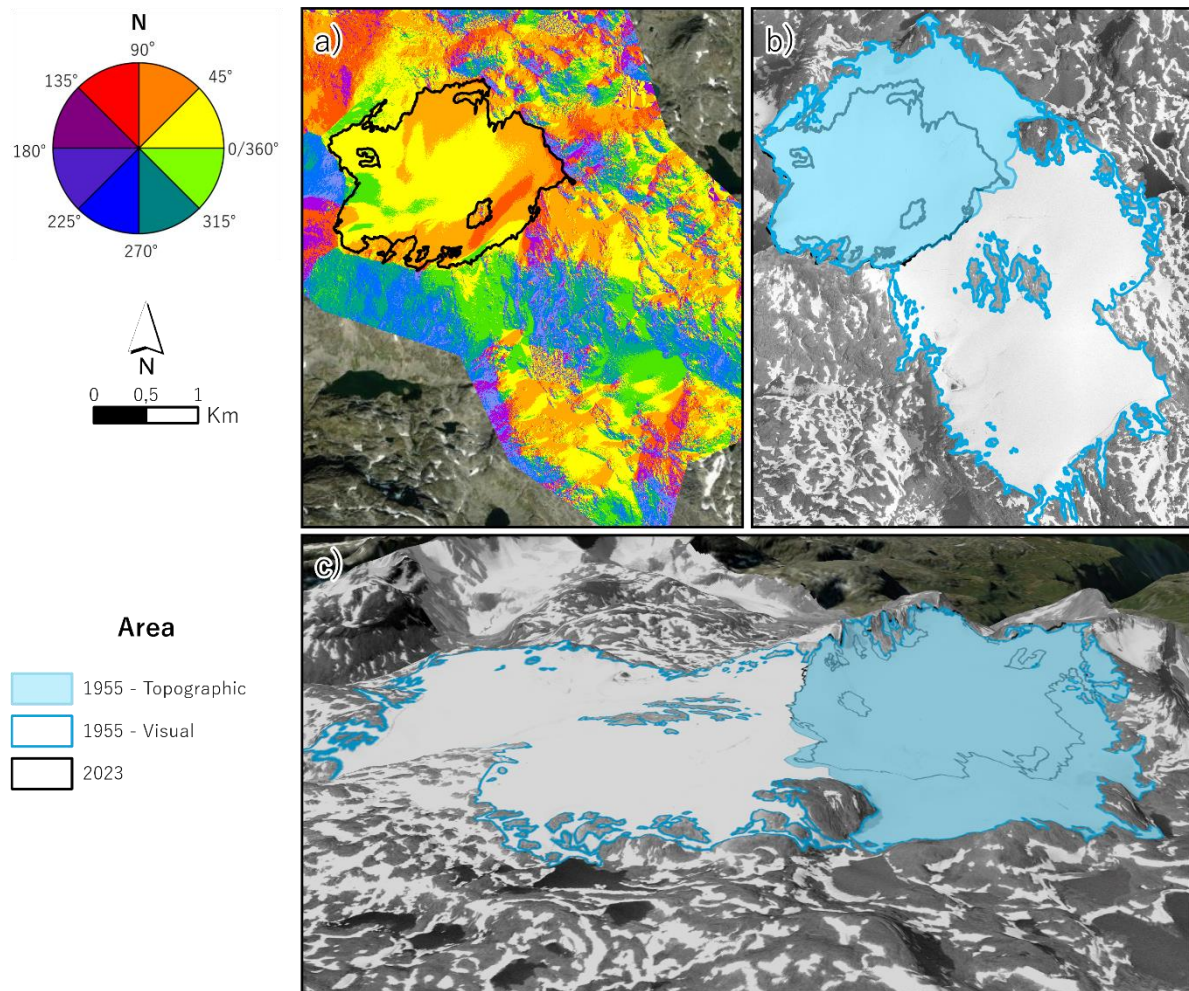 N
90°
135°
45°
180°
0/360°
225°
315°
270°
N
0 0,5 1
Km
Area
1955 - Topographic
1955 - Visual
2023
a)
b)
c)